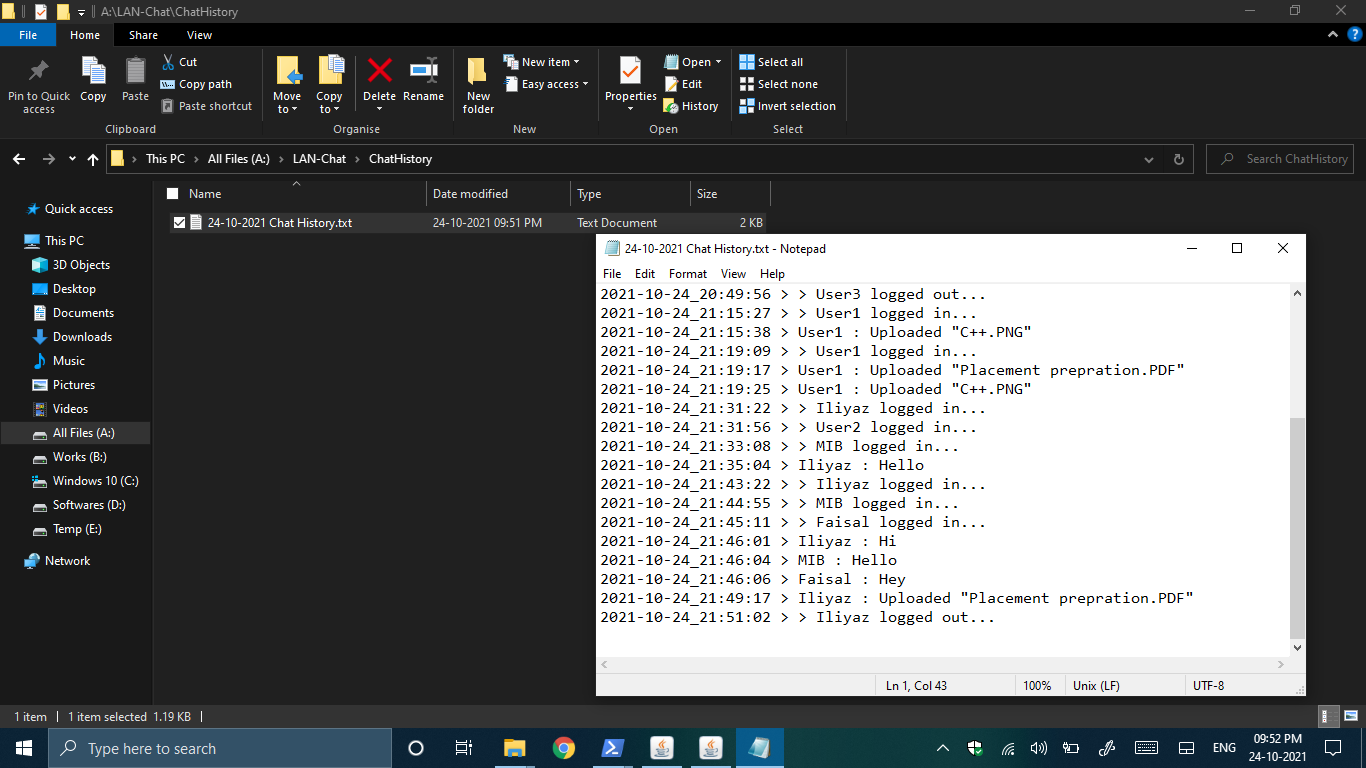 A:\LAN-Chat\ChatHistory
File Home Share View
Pin to Quick access
Copy
Paste
Cut
Copy path
Paste shortcut
Clipboard
Move to
Copy to
Delete
Rename
Organise
New folder
New item
Easy access
New
Properties
Open
Edit
History
Open
Select all
Select none
Invert selection
Select
This PC > All Files (A:) > LAN-Chat > ChatHistory
Search ChatHistory
Quick access
This PC
3D Objects
Desktop
Documents
Downloads
Music
Pictures
Videos
All Files (A:)
Works (B:)
Windows 10 (C:)
Softwares (D:)
Temp (E:)
Network
Name Date modified Type Size
24-10-2021 Chat History.txt 24-10-2021 09:51 PM Text Document 2 KB
24-10-2021 Chat History.txt - Notepad
File Edit Format View Help
2021-10-24_20:49:56 > > User3 logged out...
2021-10-24_21:15:27 > > User1 logged in...
2021-10-24_21:15:38 > User1 : Uploaded "C++.PNG"
2021-10-24_21:19:09 > > User1 logged in...
2021-10-24_21:19:17 > User1 : Uploaded "Placement prepration.PDF"
2021-10-24_21:19:25 > User1 : Uploaded "C++.PNG"
2021-10-24_21:31:22 > > Iliyaz logged in...
2021-10-24_21:31:56 > > User2 logged in...
2021-10-24_21:33:08 > > MIB logged in...
2021-10-24_21:35:04 > Iliyaz : Hello
2021-10-24_21:43:22 > > Iliyaz logged in...
2021-10-24_21:44:55 > > MIB logged in...
2021-10-24_21:45:11 > > Faisal logged in...
2021-10-24_21:46:01 > Iliyaz : Hi
2021-10-24_21:46:04 > MIB : Hello
2021-10-24_21:46:06 > Faisal : Hey
2021-10-24_21:49:17 > Iliyaz : Uploaded "Placement prepration.PDF"
2021-10-24_21:51:02 > > Iliyaz logged out...
Ln 1, Col 43 100% Unix (LF) UTF-8
1 item 1 item selected 1.19 KB
Type here to search
ENG
09:52 PM
24-10-2021